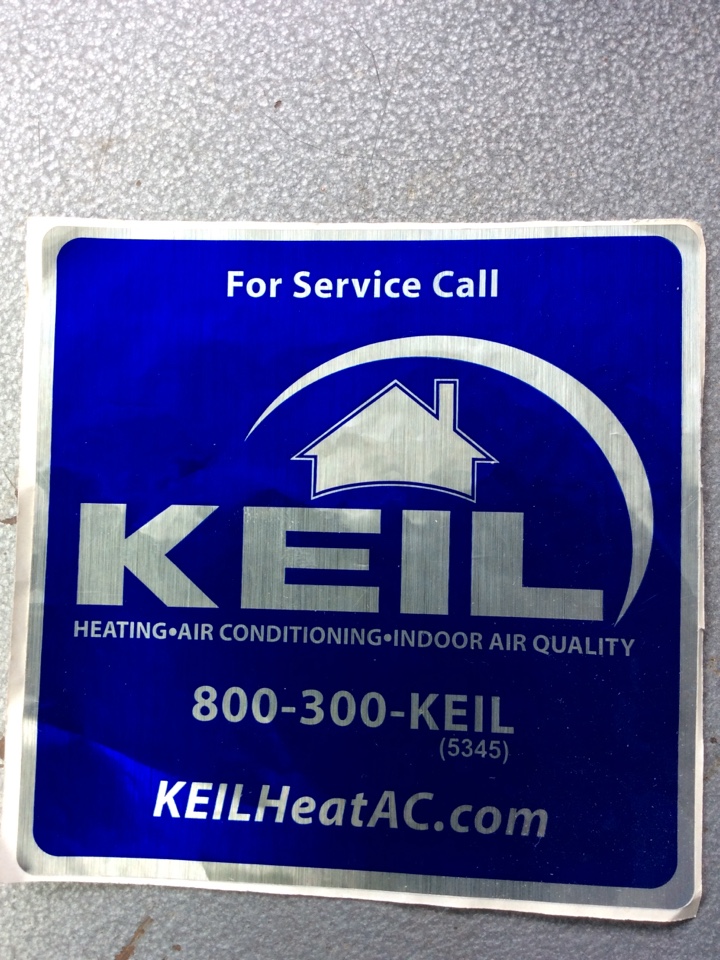 For Service Call
KEIL
HEATING•AIR CONDITIONING•INDOOR AIR QUALITY
800-300-KEIL
(5345)
KEILHeatAC.com